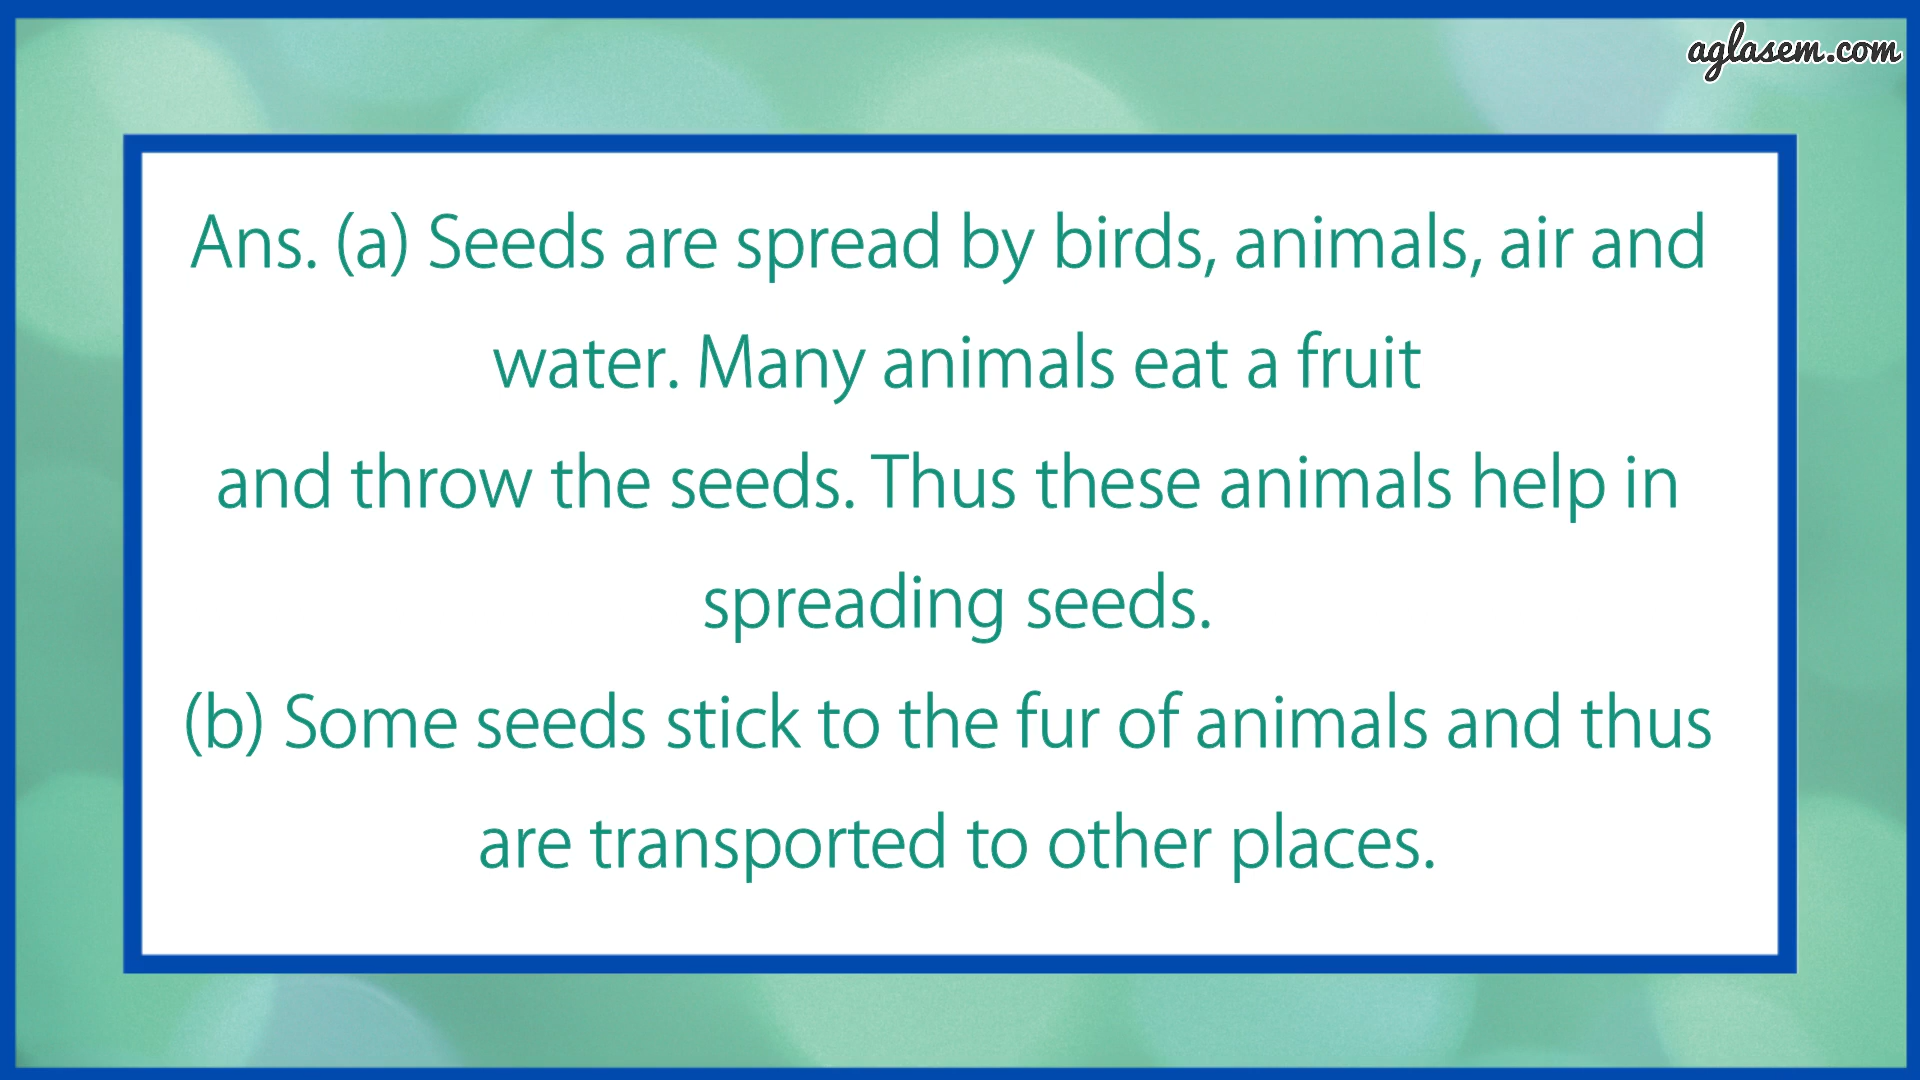 aglasem.com
Ans. (a) Seeds are spread by birds, animals, air and
water. Many animals eat a fruit
and throw the seeds. Thus these animals help in
spreading seeds.
(b) Some seeds stick to the fur of animals and thus
are transported to other places.